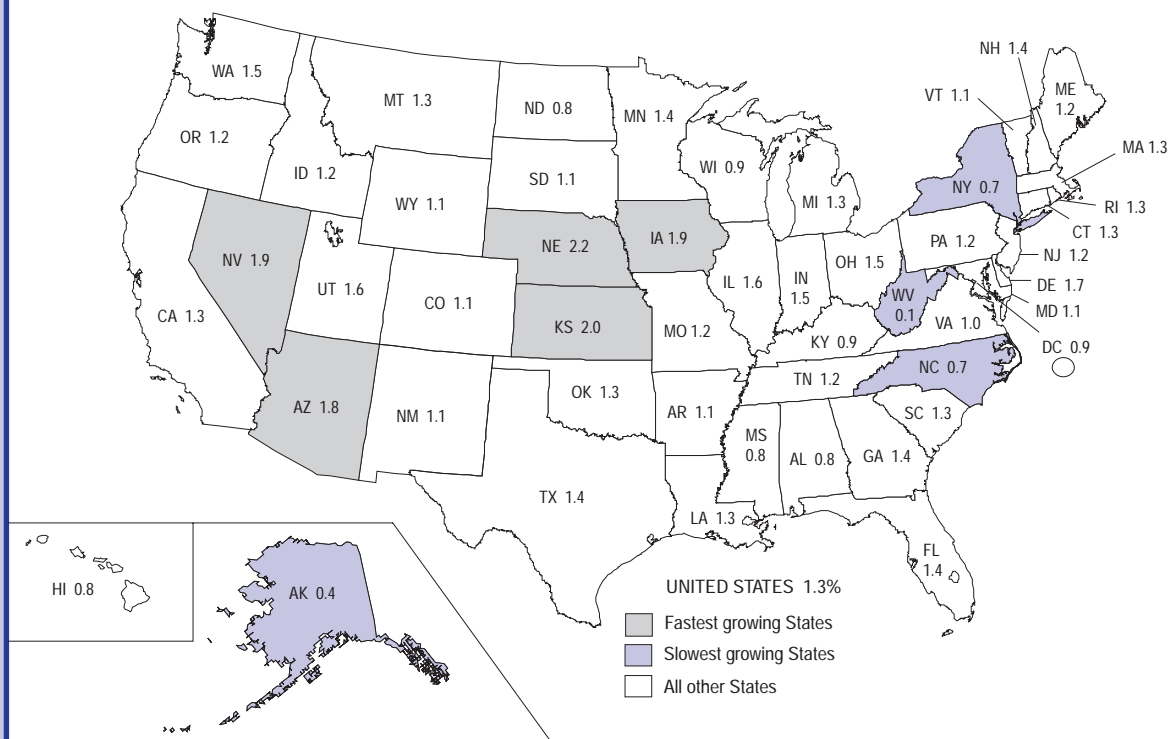 NH 1.4
WA 1.5
MT 1.3
ND 0.8
MN 1.4
VT 1.1
ME
1.2
OR 1.2
ID 1.2
WY 1.1
SD 1.1
WI 0.9
MI 1.3
NY 0.7
MA 1.3
RI 1.3
CT 1.3
NJ 1.2
DE 1.7
MD 1.1
DC 0.9
NV 1.9
UT 1.6
CO 1.1
NE 2.2
IA 1.9
IL 1.6
IN
1.5
OH 1.5
PA 1.2
WV
0.1
VA 1.0
CA 1.3
KS 2.0
MO 1.2
KY 0.9
NC 0.7
TN 1.2
AZ 1.8
NM 1.1
OK 1.3
AR 1.1
SC 1.3
MS
0.8
AL 0.8
GA 1.4
TX 1.4
LA 1.3
FL
1.4
HI 0.8
AK 0.4
UNITED STATES 1.3%
Fastest growing States
Slowest growing States
All other States